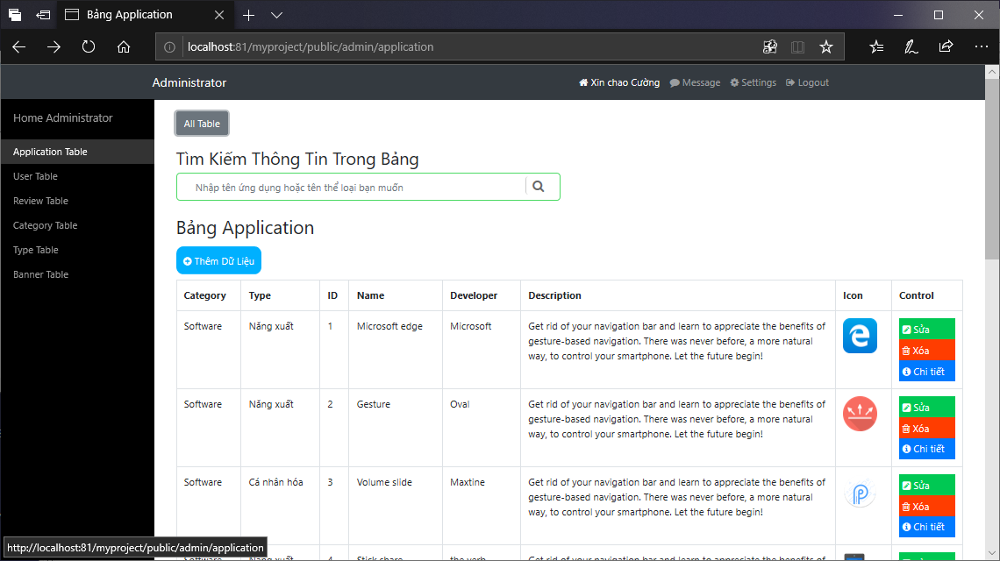 Bảng Application
localhost:81/myproject/public/admin/application
Administrator
Xin chao Cường
Message
Settings
Logout
Home Administrator
Application Table
User Table
Review Table
Category Table
Type Table
Banner Table
All Table
Tìm Kiếm Thông Tin Trong Bảng
Nhập tên ứng dụng hoặc tên thể loại bạn muốn
Bảng Application
Thêm Dữ Liệu
Category Type ID Name Developer Description Icon Control
Software Năng xuất 1 Microsoft edge Microsoft Get rid of your navigation bar and learn to appreciate the benefits of
gesture-based navigation. There was never before, a more natural
way, to control your smartphone. Let the future begin!
Sửa
Xóa
Chi tiết
Software Năng xuất 2 Gesture Oval Get rid of your navigation bar and learn to appreciate the benefits of
gesture-based navigation. There was never before, a more natural
way, to control your smartphone. Let the future begin!
Sửa
Xóa
Chi tiết
Software Cá nhân hóa 3 Volume slide Maxtine Get rid of your navigation bar and learn to appreciate the benefits of
gesture-based navigation. There was never before, a more natural
way, to control your smartphone. Let the future begin!
Sửa
Xóa
Chi tiết
http://localhost:81/myproject/public/admin/application